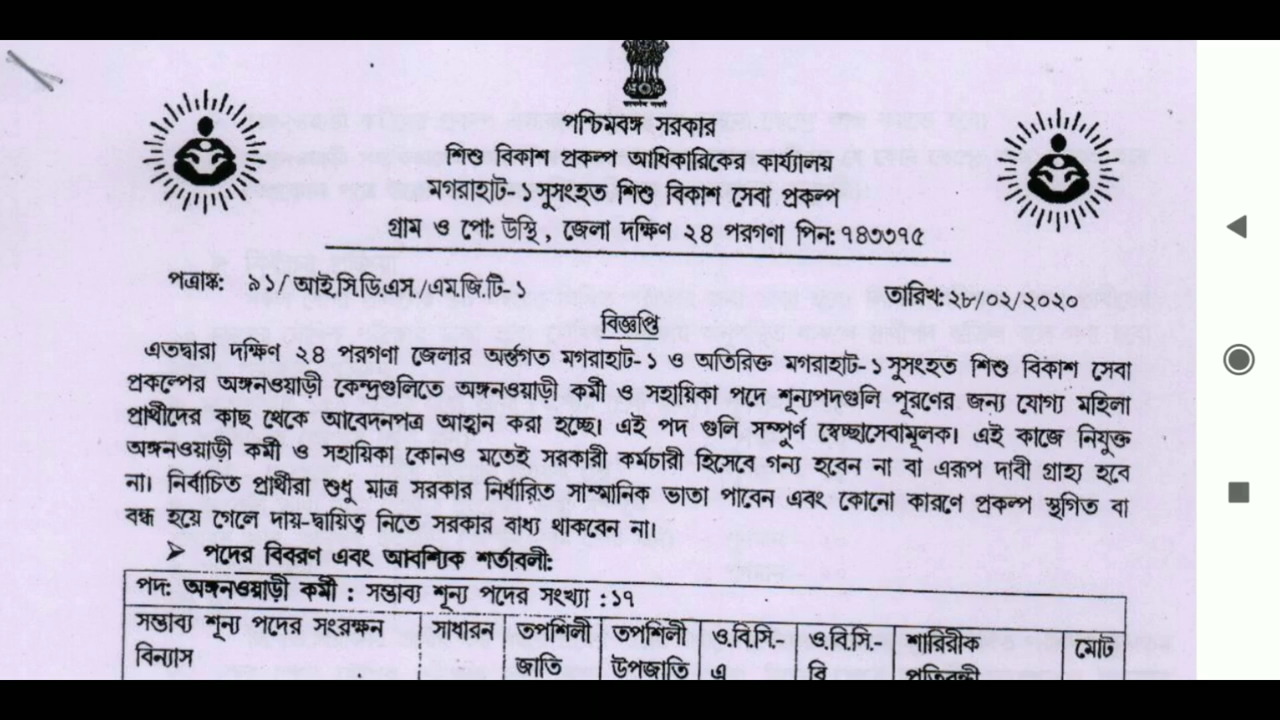 পশ্চিমবঙ্গ সরকার
শিশু বিকাশ প্রকল্প আধিকারিকের কার্য্যালয়
মগরাহাট-১সুসংহত শিশু বিকাশ সেবা প্রকল্প
গ্রাম ও পো: উস্থি, জেলা দক্ষিণ ২৪ পরগণা পিন:৭৪৩৩৭৫
পত্রাঙ্ক: ৯১/ আই.সি.ডি.এস./এম.জি.টি-১ তারিখ:২৮/০২/২০২০
বিজ্ঞপ্তি
এতদ্বারা দক্ষিণ ২৪ পরগণা জেলার অর্ন্তগত মগরাহাট-১ ও অতিরিক্ত মগরাহাট-১সুসংহত শিশু বিকাশ সেবা
প্রকল্পের অঙ্গনওয়াড়ী কেন্দ্রগুলিতে অঙ্গনওয়াড়ী কর্মী ও সহায়িকা পদে শূন্যপদগুলি পূরণের জন্য যোগ্য মহিলা
প্রার্থীদের কাছ থেকে আবেদনপত্র আহ্বান করা হচ্ছে। এই পদ গুলি সম্পুর্ণ স্বেচ্ছাসেবামূলক। এই কাজে নিযুক্ত
অঙ্গনওয়াড়ী কর্মী ও সহায়িকা কোনও মতেই সরকারী কর্মচারী হিসেবে গন্য হবেন না বা এরূপ দাবী গ্রাহ্য হবে
না। নির্বাচিত প্রার্থীরা শুধু মাত্র সরকার নির্ধারিত সাম্মানিক ভাতা পাবেন এবং কোনো কারণে প্রকল্প স্থগিত বা
বন্ধ হয়ে গেলে দায়-দ্বায়িত্ব নিতে সরকার বাধ্য থাকবেন না।
➤ পদের বিবরণ এবং আবশ্যিক শর্তাবলী:
পদ: অঙ্গনওয়াড়ী কর্মী : সম্ভাব্য শূন্য পদের সংখ্যা :১৭
সম্ভাব্য শূন্য পদের সংরক্ষন সাধারন তপশিলী তপশিলী ও.বি.সি.- ও.বি.সি.- শারিরীক মোট
বিন্যাস জাতি উপজাতি এ বি প্রতিবন্ধী